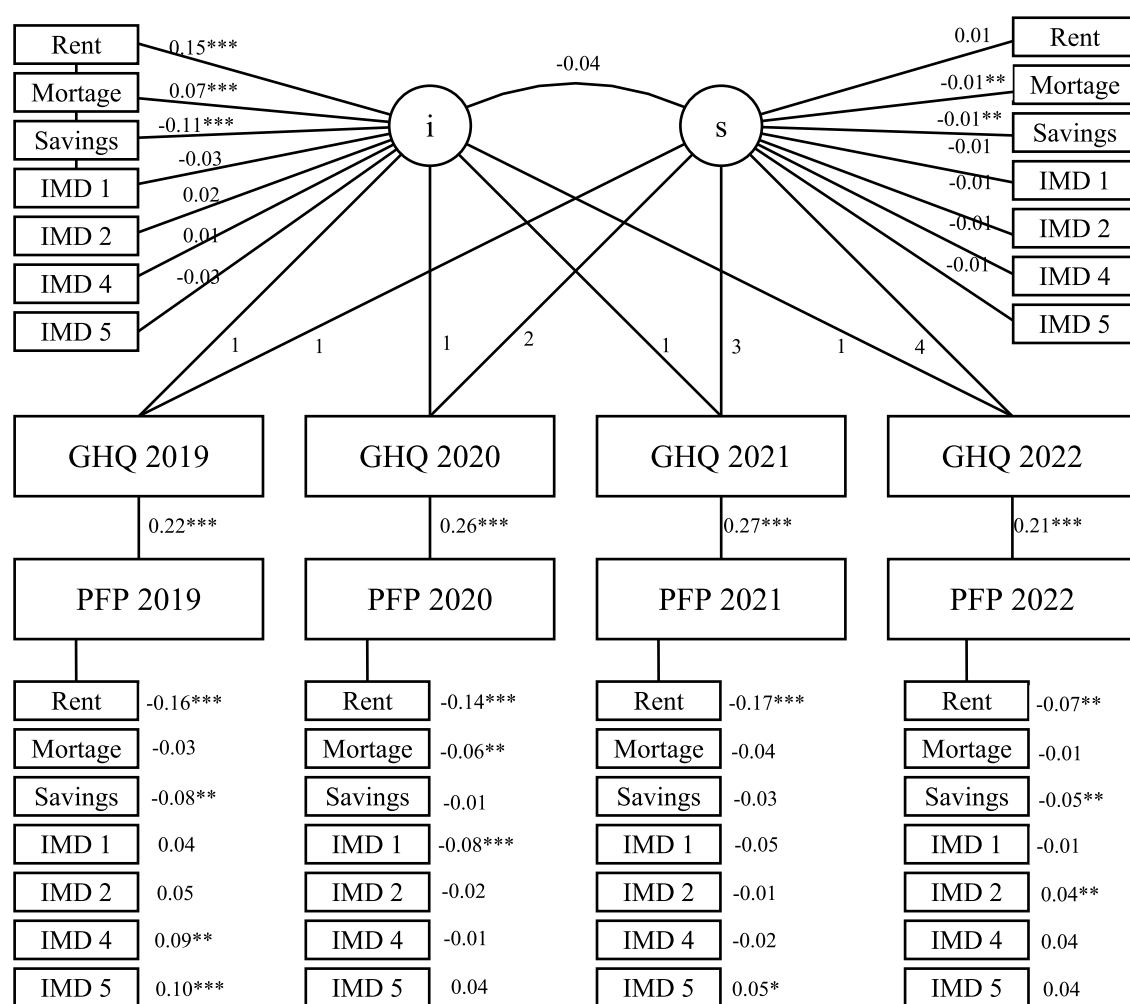 Rent 0.15*** -0.04 0.01 Rent
Mortage 0.07*** -0.01** Mortage
i s
Savings -0.11*** -0.01** Savings
IMD 1 -0.03 -0.01 IMD 1
IMD 2 0.02 -0.01 IMD 2
IMD 4 0.01 -0.01 IMD 4
IMD 5 -0.03 -0.01 IMD 5
1 1 1 2 1 3 1 4
GHQ 2019 GHQ 2020 GHQ 2021 GHQ 2022
0.22*** 0.26*** 0.27*** 0.21***
PFP 2019 PFP 2020 PFP 2021 PFP 2022
Rent -0.16*** Rent -0.14*** Rent -0.17*** Rent -0.07**
Mortage -0.03 Mortage -0.06** Mortage -0.04 Mortage -0.01
Savings -0.08** Savings -0.01 Savings -0.03 Savings -0.05**
IMD 1 0.04 IMD 1 -0.08*** IMD 1 -0.05 IMD 1 -0.01
IMD 2 0.05 IMD 2 -0.02 IMD 2 -0.01 IMD 2 0.04**
IMD 4 0.09** IMD 4 -0.01 IMD 4 -0.02 IMD 4 0.04
IMD 5 0.10*** IMD 5 0.04 IMD 5 0.05* IMD 5 0.04